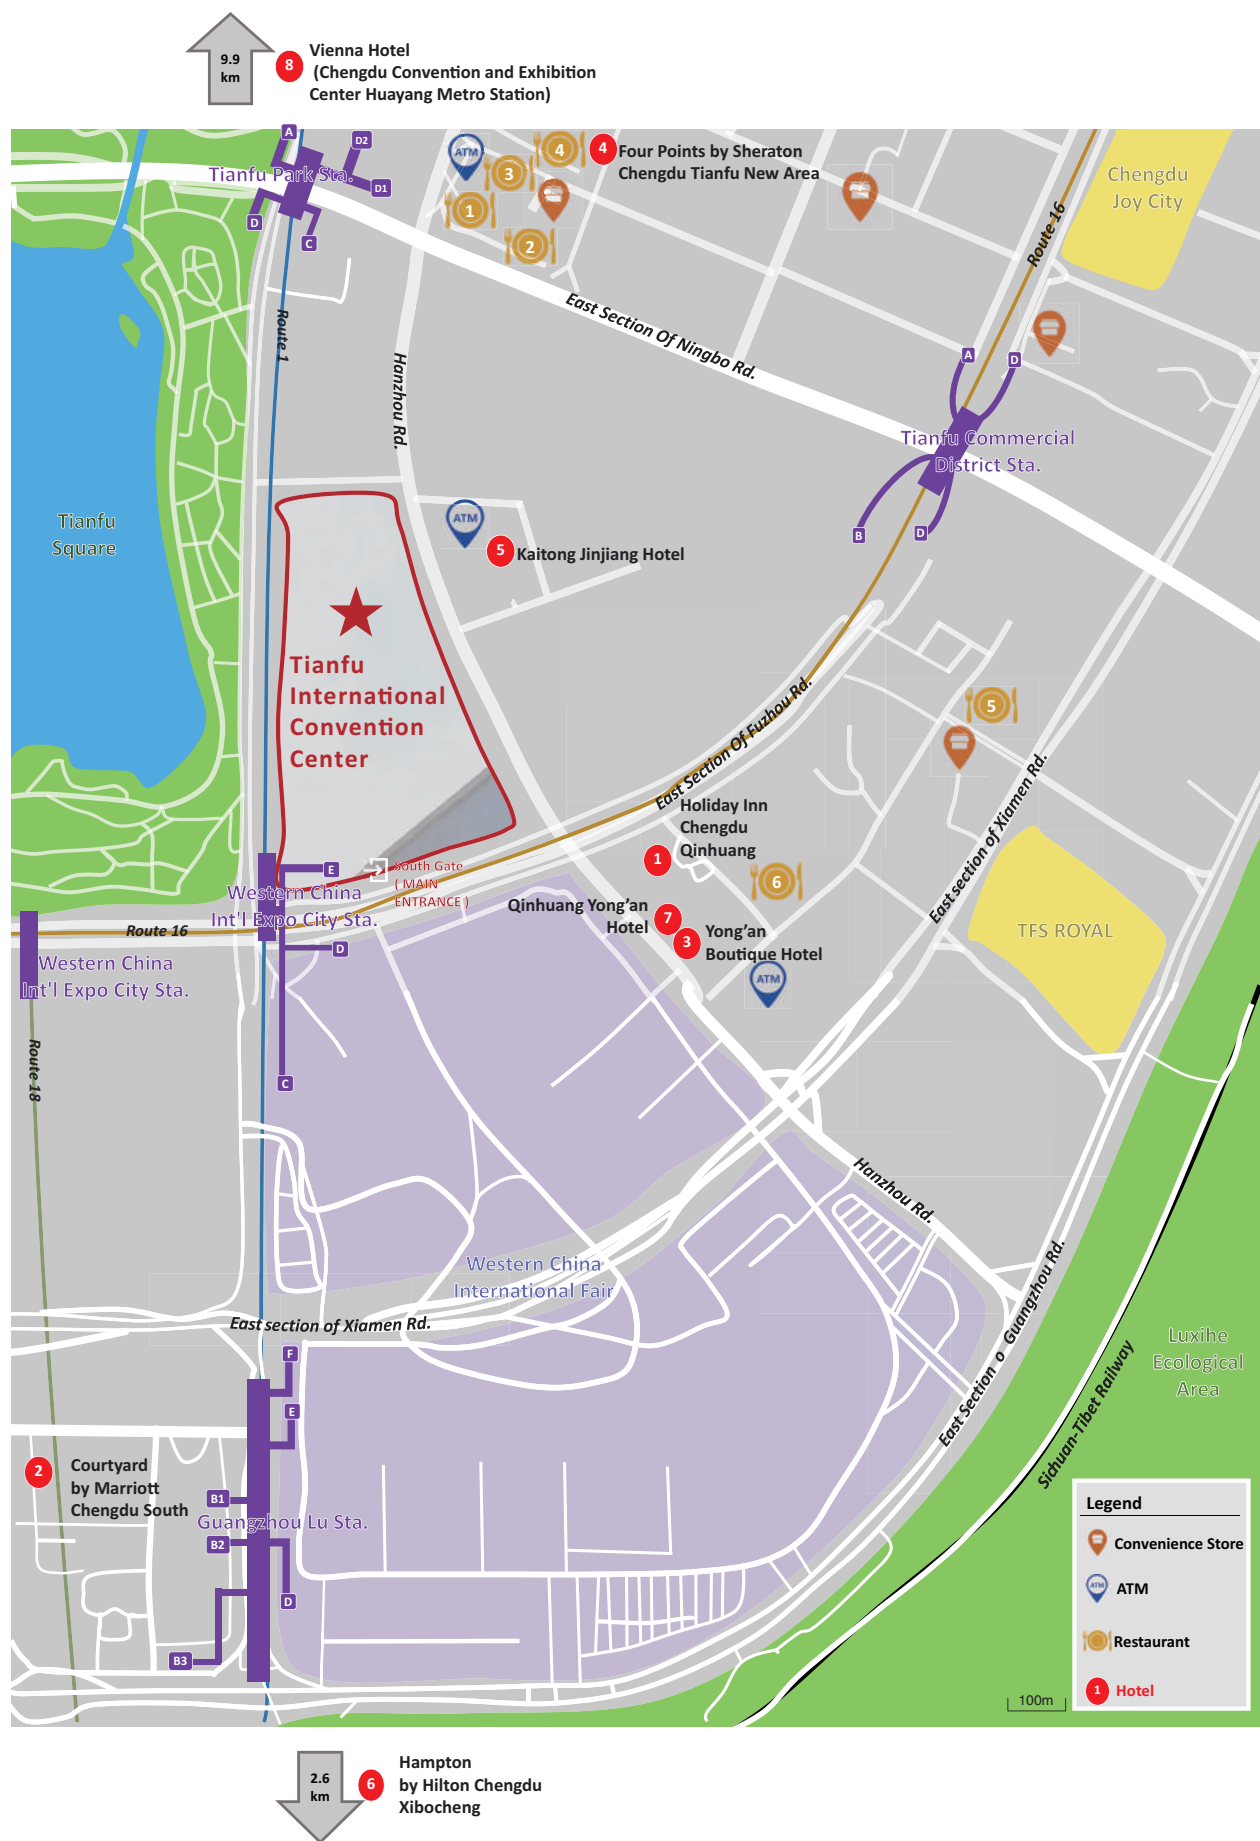 9.9
km
8
Vienna Hotel
(Chengdu Convention and Exhibition
Center Huayang Metro Station)
A
D2
D1
D
C
Tianfu Park Sta.
ATM
4
3
1
2
4
Four Points by Sheraton
Chengdu Tianfu New Area
Chengdu
Joy City
Route 16
Route 1
Hanzhou Rd.
East Section Of Ningbo Rd.
A
D
Tianfu Commercial
District Sta.
B
D
Tianfu
Square
ATM
5
Kaitong Jinjiang Hotel
Tianfu
International
Convention
Center
East Section Of Fuzhou Rd.
5
East section of Xiamen Rd.
Holiday Inn
Chengdu
Qinhuang
1
6
South Gate
( MAIN
ENTRANCE )
E
Western China
Int'l Expo City Sta.
Route 16
D
C
Qinhuang Yong'an
Hotel
7
3
Yong'an
Boutique Hotel
ATM
TFS ROYAL
Western China
Int'l Expo City Sta.
Route 18
Hanzhou Rd.
Western China
International Fair
East section of Xiamen Rd.
East Section o Guangzhou Rd.
Sichuan-Tibet Railway
Luxihe
Ecological
Area
F
E
2
Courtyard
by Marriott
Chengdu South
B1
Guangzhou Lu Sta.
B2
D
B3
100m
Legend
Convenience Store
ATM
ATM
Restaurant
1
Hotel
2.6
km
6
Hampton
by Hilton Chengdu
Xibocheng